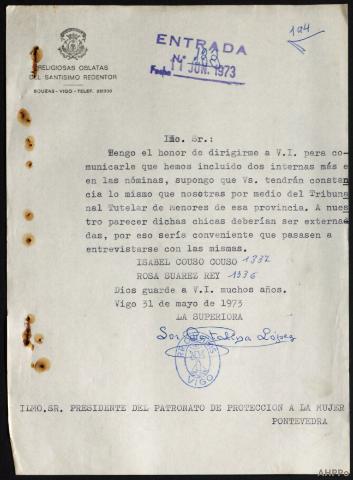 RELIGIOSAS OBLATAS
DEL SANTISIMO REDENTOR
BOUZAS - VIGO - TELEF.
ENTRADA
N.º 183
Fecha 11 JUN. 1973
194
Ilmo. Sr.:
Tengo el honor de dirigirme a V.I. para co-
municarle que hemos incluido dos internas más e
en las nóminas, supongo que Vs. tendrán constan
cia lo mismo que nosotras por medio del Tribu
nal Tutelar de Menores de esa provincia. A nues
tro parecer dichas chicas deberían ser externa
das, por eso sería conveniente que pasasen a
entrevistarse con las mismas.
ISABEL COUSO COUSO 1337
ROSA SUAREZ REY 1336
Dios guarde a V.I. muchos años.
Vigo 31 de mayo de 1973
LA SUPERIORA
Sor López
VIGO
ILMO,SR. PRESIDENTE DEL PATRONATO DE PROTECCION A LA MUJER
PONTEVEDRA
AHPPo